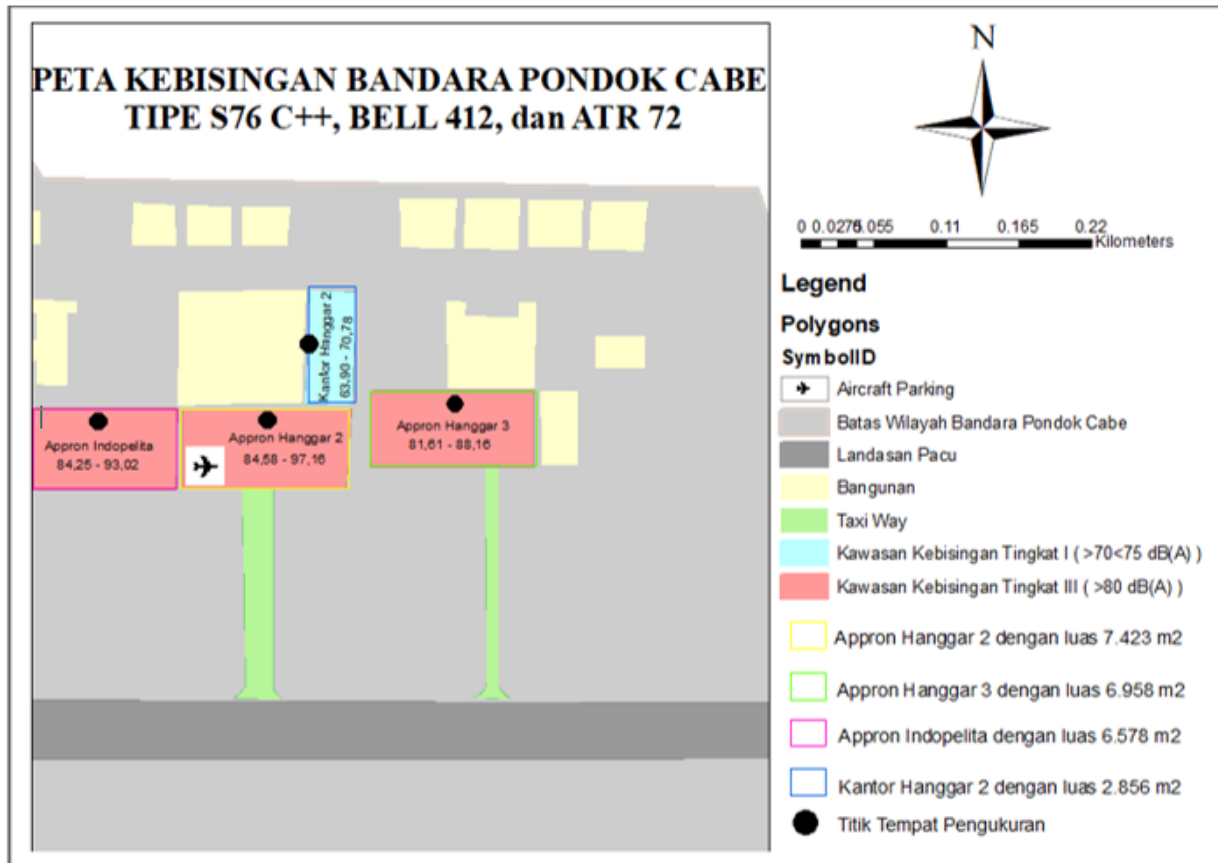 PETA KEBISINGAN BANDARA PONDOK CABE
TIPE S76 C++, BELL 412, dan ATR 72
N
0 0.0275 0.055 0.11 0.165 0.22
Kilometers
Legend
Polygons
SymbolID
Aircraft Parking
Batas Wilayah Bandara Pondok Cabe
Landasan Pacu
Bangunan
Taxi Way
Kawasan Kebisingan Tingkat I ( >70<75 dB(A) )
Kawasan Kebisingan Tingkat III ( >80 dB(A) )
Appron Hanggar 2 dengan luas 7.423 m2
Appron Hanggar 3 dengan luas 6.958 m2
Appron Indopelita dengan luas 6.578 m2
Kantor Hanggar 2 dengan luas 2.856 m2
Titik Tempat Pengukuran
Kantor Hanggar 2
63.90 - 70,78
Appron Indopelita
84,25 - 93,02
Appron Hanggar 2
84,58 - 97,16
Appron Hanggar 3
81,61 - 88,16